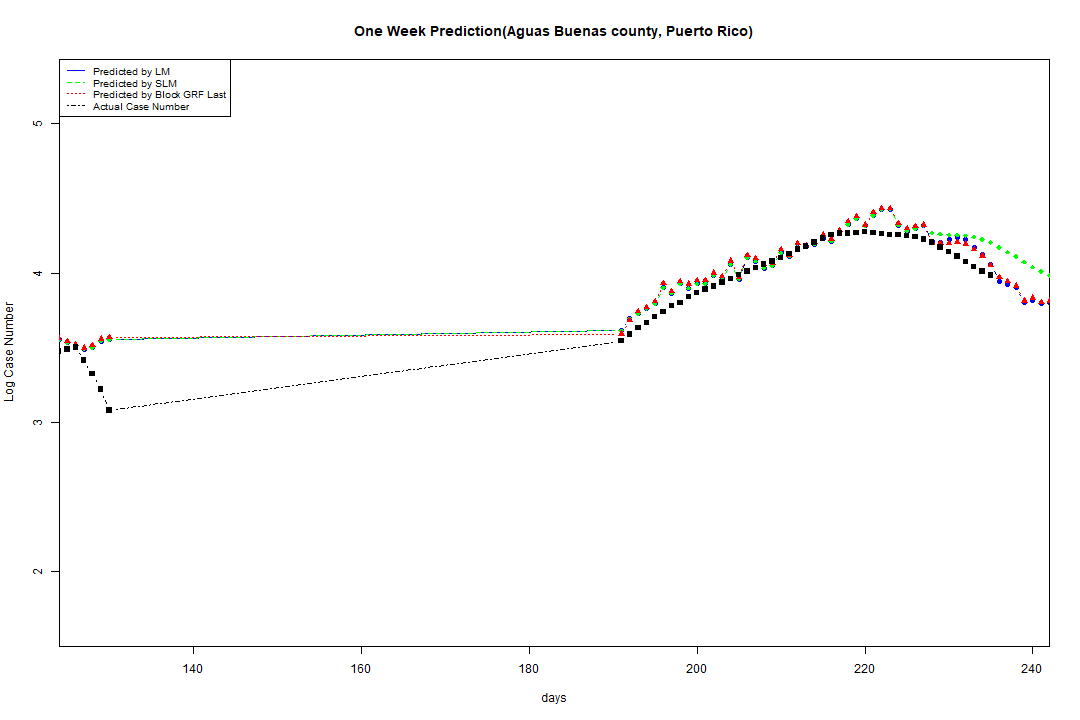 One Week Prediction(Aguas Buenas county, Puerto Rico)
Predicted by LM
Predicted by SLM
Predicted by Block GRF Last
Actual Case Number
5
4
3
2
Log Case Number
140 160 180 200 220 240
days